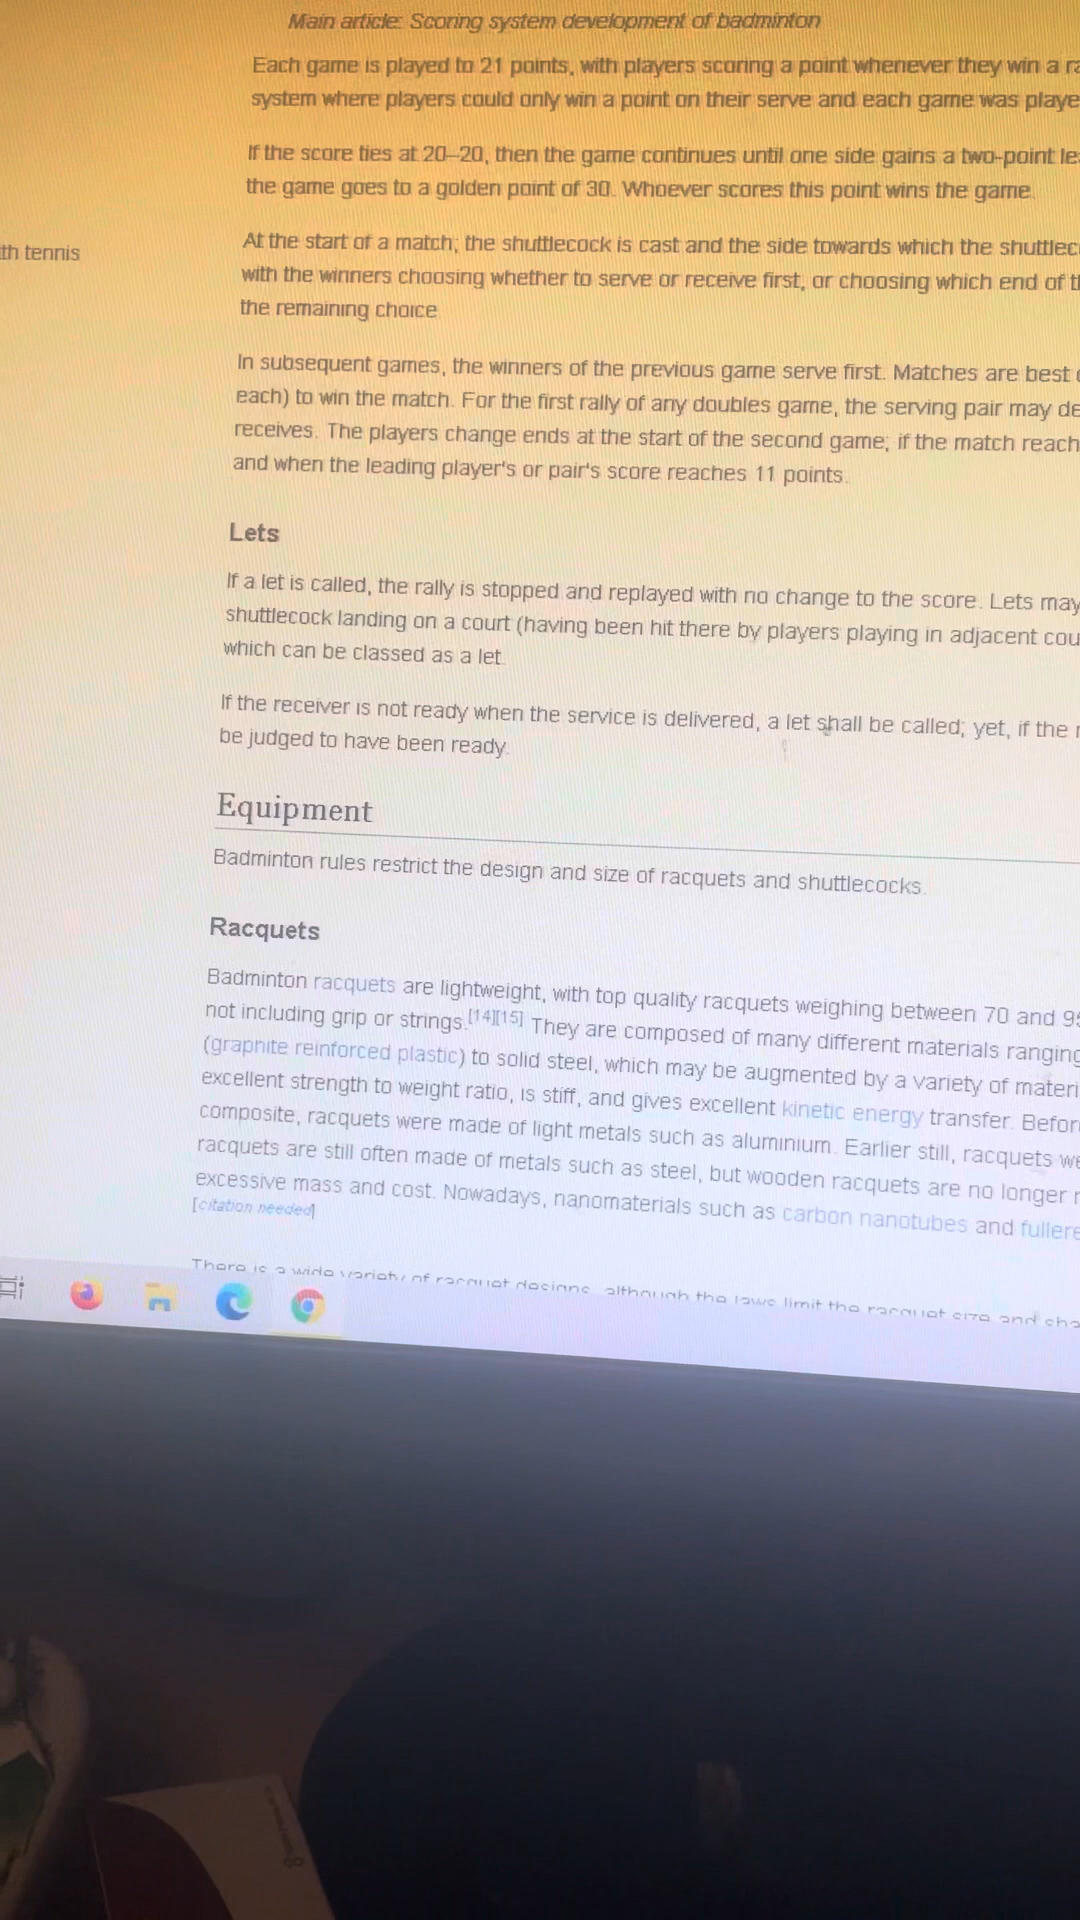 Main article: Scoring system development of badminton
Each game is played to 21 points, with players scoring a point whenever they win a
system where players could only win a point on their serve and each game was
If the score ties at 20–20, then the game continues until one side gains a two-point
the game goes to a golden point of 30. Whoever scores this point wins the game.
tennis
At the start of a match; the shuttlecock is cast and the side towards which the
with the winners choosing whether to serve or receive first, or choosing which end of
the remaining choice
In subsequent games, the winners of the previous game serve first. Matches are best
each) to win the match. For the first rally of any doubles game, the serving pair may
receives. The players change ends at the start of the second game; if the match
and when the leading player's or pair's score reaches 11 points.
Lets
If a let is called, the rally is stopped and replayed with no change to the score. Lets may
shuttlecock landing on a court (having been hit there by players playing in adjacent
which can be classed as a let.
If the receiver is not ready when the service is delivered, a let shall be called; yet, if the
be judged to have been ready.
Equipment
Badminton rules restrict the design and size of racquets and shuttlecocks.
Racquets
Badminton racquets are lightweight, with top quality racquets weighing between 70 and
not including grip or strings.[14][15] They are composed of many different materials ranging
(graphite reinforced plastic) to solid steel, which may be augmented by a variety of
excellent strength to weight ratio, is stiff, and gives excellent kinetic energy transfer.
composite, racquets were made of light metals such as aluminium. Earlier still, racquets
racquets are still often made of metals such as steel, but wooden racquets are no longer
excessive mass and cost. Nowadays, nanomaterials such as carbon nanotubes and
[citation needed]
There is a wide variety of racquet designs, although the laws limit the racquet size and